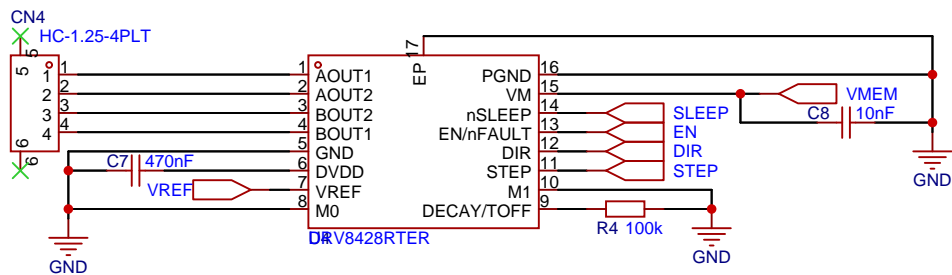 CN4
HC-1.25-4PLT
5
5
1
1
2
2
3
3
4
4
6
6
EP
17
1
AOUT1
2
AOUT2
3
BOUT2
4
BOUT1
5
GND
6
DVDD
7
VREF
8
M0
PGND
16
VM
15
nSLEEP
14
EN/nFAULT
13
DIR
12
STEP
11
M1
10
DECAY/TOFF
9
C7
470nF
VREF
GND
DRV8428RTER
VMEM
C8
10nF
SLEEP
EN
DIR
STEP
GND
R4
100k
GND